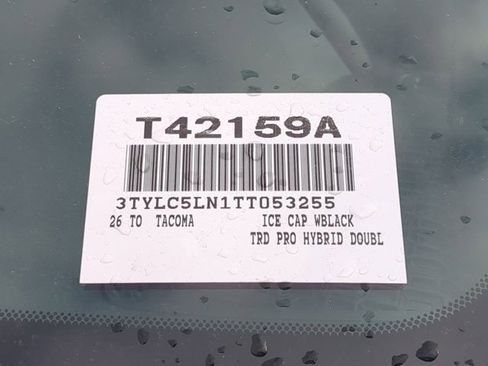 T42159A
3TYLC5LN1TT053255
26 TO TACOMA ICE CAP WBLACK
TRD PRO HYBRID DOUBL